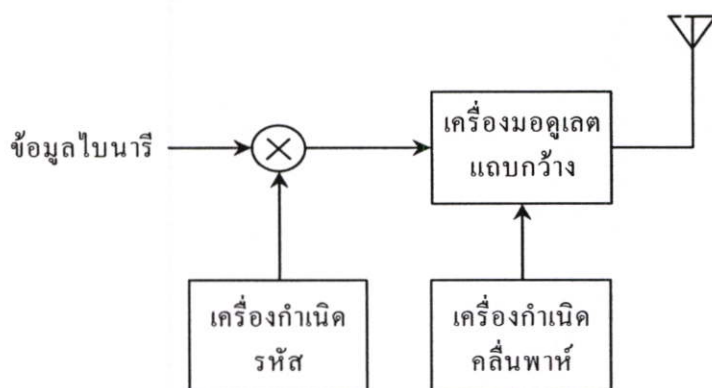 ข้อมูลไบนารี
เครื่องมอดูเลต
แถบกว้าง
เครื่องกำเนิด
รหัส
เครื่องกำเนิด
คลื่นพาห์